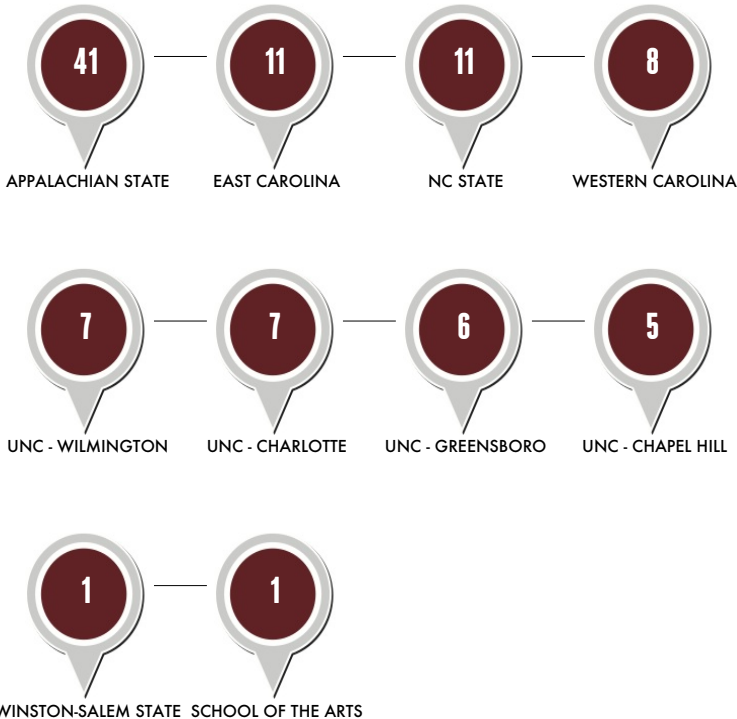 41 11 11 8
APPALACHIAN STATE EAST CAROLINA NC STATE WESTERN CAROLINA
7 7 6 5
UNC - WILMINGTON UNC - CHARLOTTE UNC - GREENSBORO UNC - CHAPEL HILL
1 1
WINSTON-SALEM STATE SCHOOL OF THE ARTS